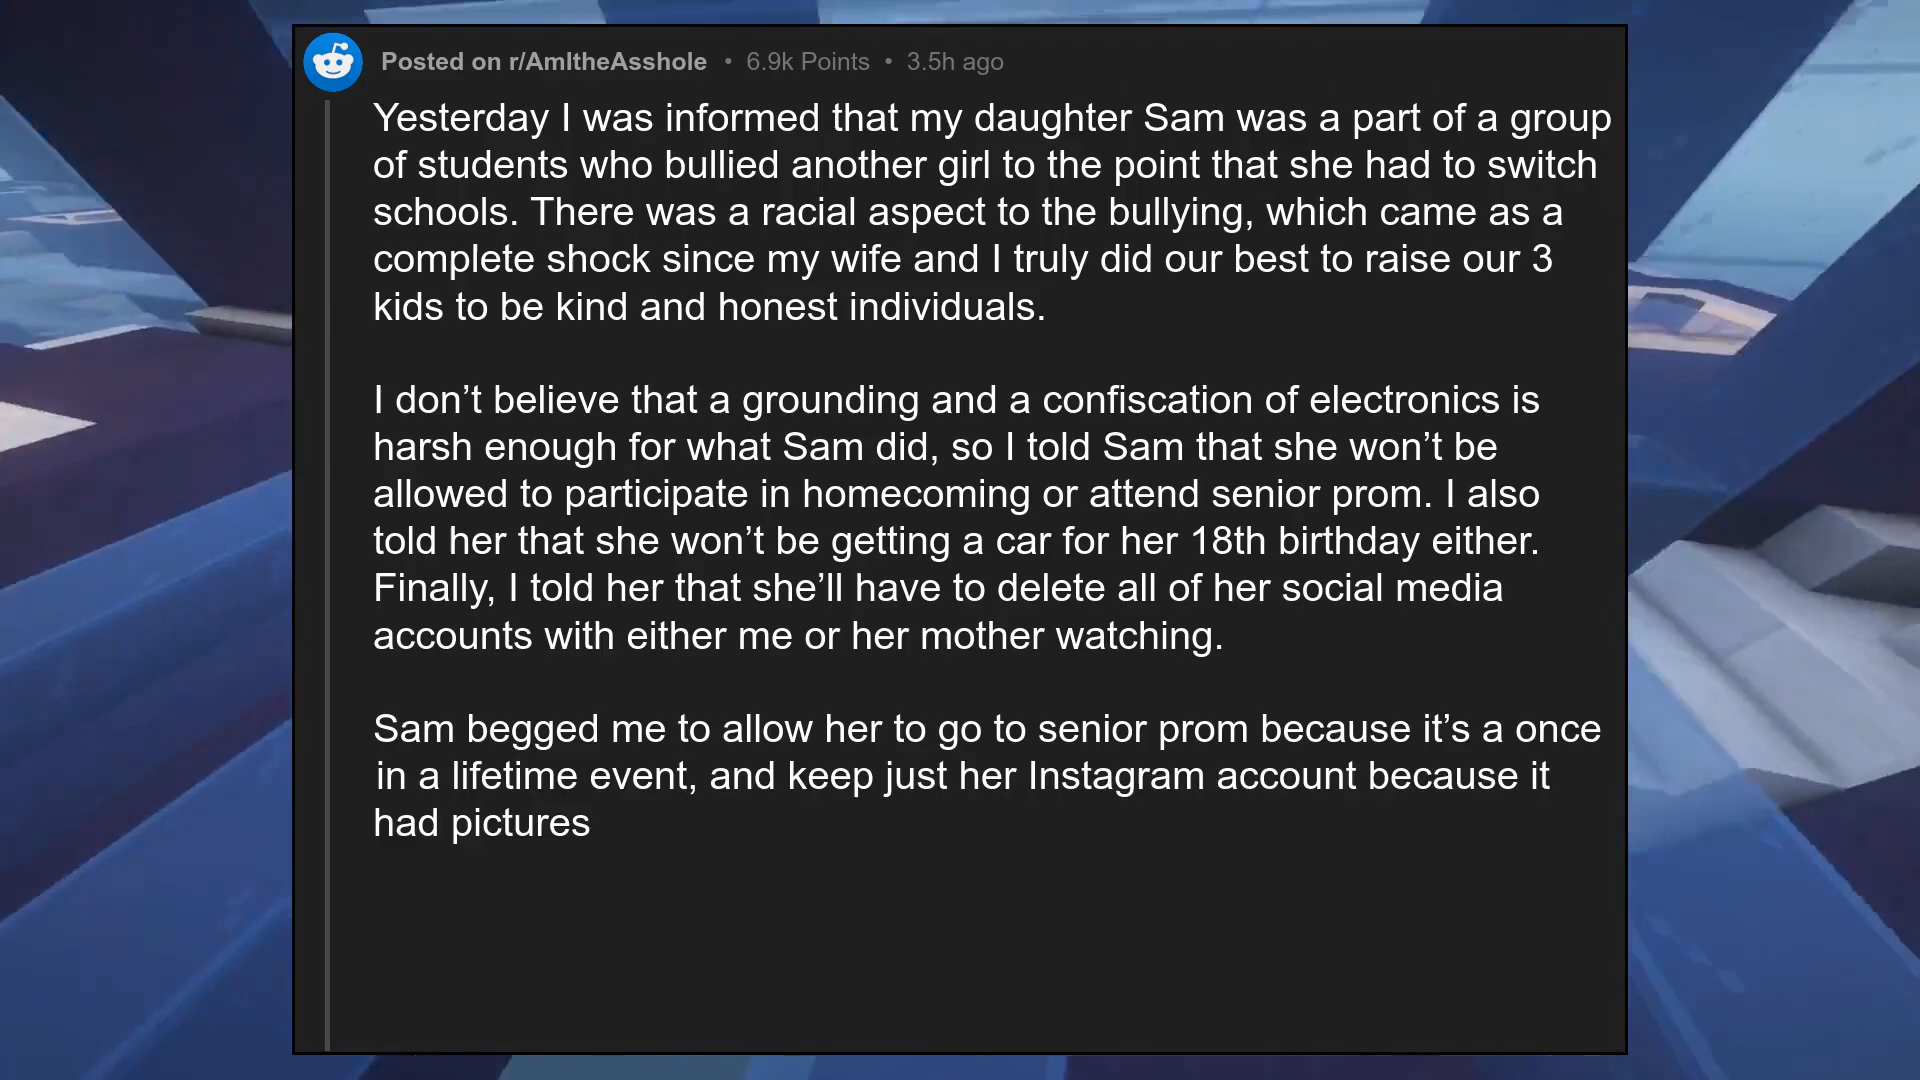 Posted on r/AmItheAsshole • 6.9k Points • 3.5h ago
Yesterday I was informed that my daughter Sam was a part of a group
of students who bullied another girl to the point that she had to switch
schools. There was a racial aspect to the bullying, which came as a
complete shock since my wife and I truly did our best to raise our 3
kids to be kind and honest individuals.
I don’t believe that a grounding and a confiscation of electronics is
harsh enough for what Sam did, so I told Sam that she won’t be
allowed to participate in homecoming or attend senior prom. I also
told her that she won’t be getting a car for her 18th birthday either.
Finally, I told her that she’ll have to delete all of her social media
accounts with either me or her mother watching.
Sam begged me to allow her to go to senior prom because it’s a once
in a lifetime event, and keep just her Instagram account because it
had pictures